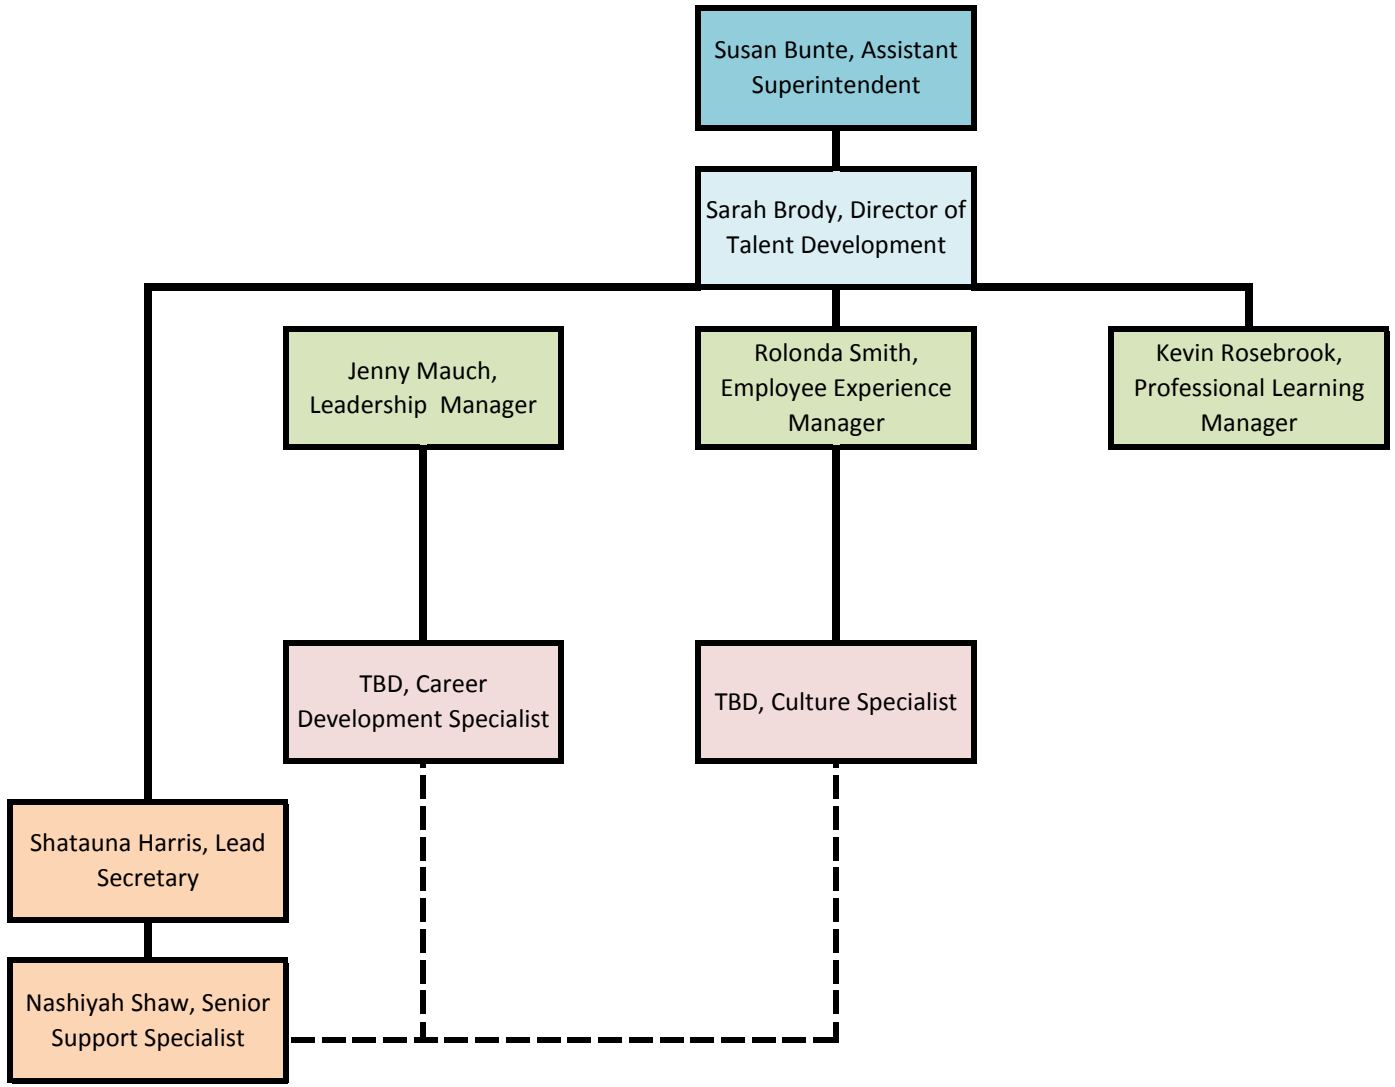 Susan Bunte, Assistant
Superintendent
Sarah Brody, Director of
Talent Development
Jenny Mauch,
Leadership  Manager
Rolonda Smith,
Employee Experience
Manager
Kevin Rosebrook,
Professional Learning
Manager
TBD, Career
Development Specialist
TBD, Culture Specialist
Shatauna Harris, Lead
Secretary
Nashiyah Shaw, Senior
Support Specialist